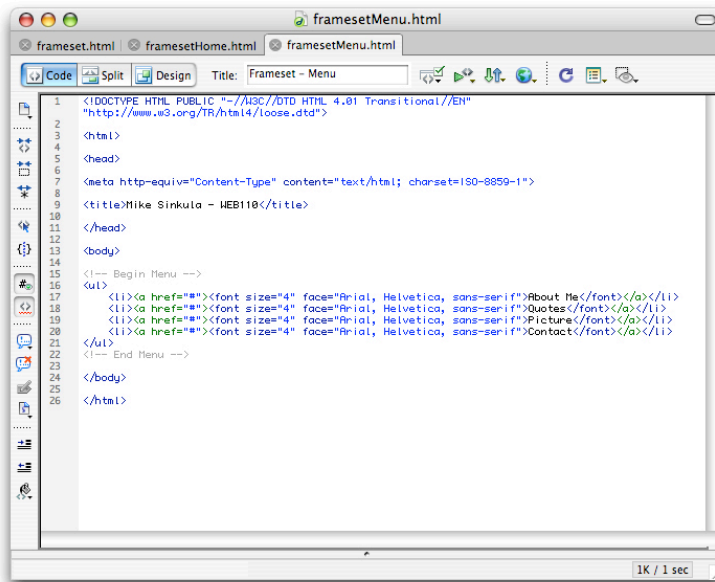 framesetMenu.html
frameset.html framesetHome.html framesetMenu.html
Code Split Design Title: Frameset - Menu
1 <!DOCTYPE HTML PUBLIC "-//W3C//DTD HTML 4.01 Transitional//EN"
"http://www.w3.org/TR/html4/loose.dtd">
2
3 <html>
4
5 <head>
6
7 <meta http-equiv="Content-Type" content="text/html; charset=ISO-8859-1">
8
9 <title>Mike Sinkula - WEB110</title>
10
11 </head>
12
13 <body>
14
15 <!-- Begin Menu -->
16 <ul>
17 <li><a href="#"><font size="4" face="Arial, Helvetica, sans-serif">About Me</font></a></li>
18 <li><a href="#"><font size="4" face="Arial, Helvetica, sans-serif">Quotes</font></a></li>
19 <li><a href="#"><font size="4" face="Arial, Helvetica, sans-serif">Picture</font></a></li>
20 <li><a href="#"><font size="4" face="Arial, Helvetica, sans-serif">Contact</font></a></li>
21 </ul>
22 <!-- End Menu -->
23
24 </body>
25
26 </html>
1K / 1 sec